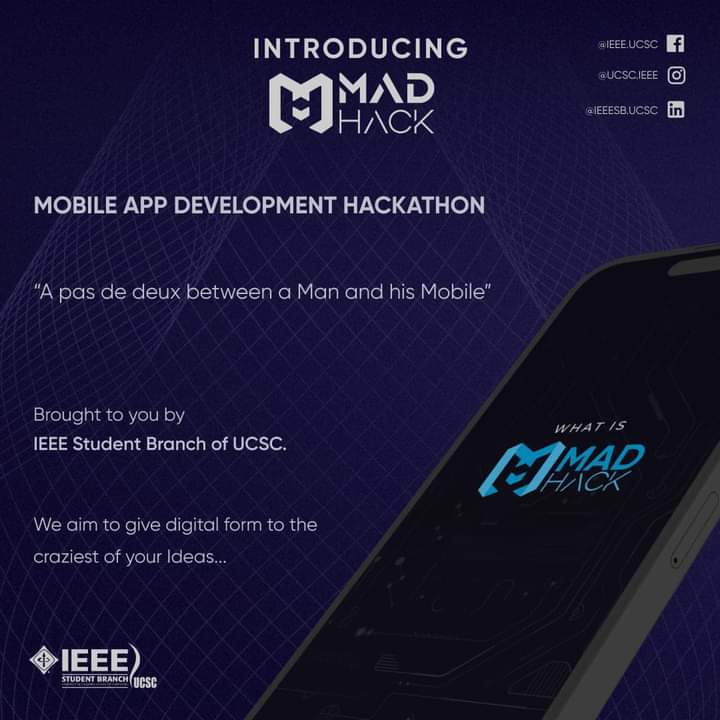 INTRODUCING
MAD
HACK
@IEEE.UCSC
@UCSC.IEEE
@IEEESB.UCSC
MOBILE APP DEVELOPMENT HACKATHON
“A pas de deux between a Man and his Mobile”
Brought to you by
IEEE Student Branch of UCSC.
We aim to give digital form to the
craziest of your Ideas...
WHAT IS
MAD
HACK
IEEE
STUDENT BRANCH
UCSC